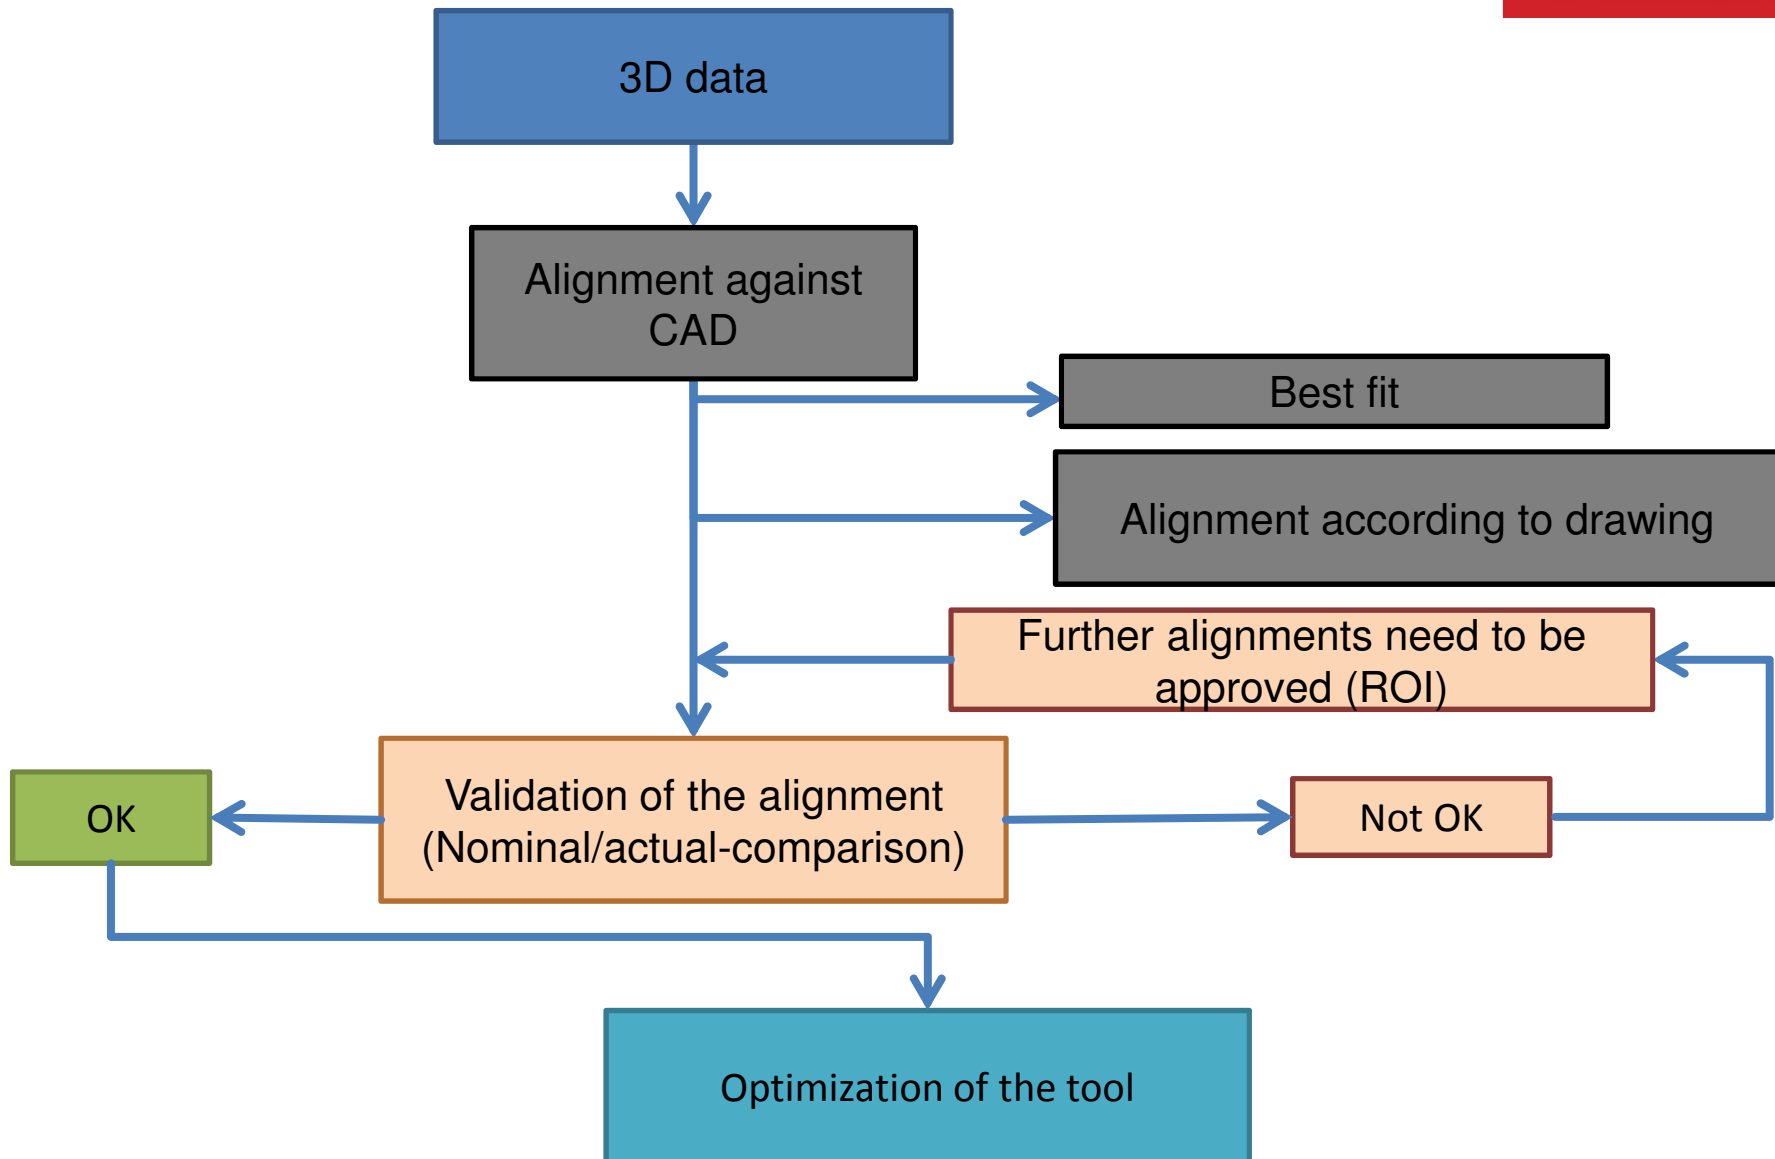 3D data
Alignment against
CAD
Best fit
Alignment according to drawing
Further alignments need to be
approved (ROI)
Validation of the alignment
(Nominal/actual-comparison)
OK
Not OK
Optimization of the tool